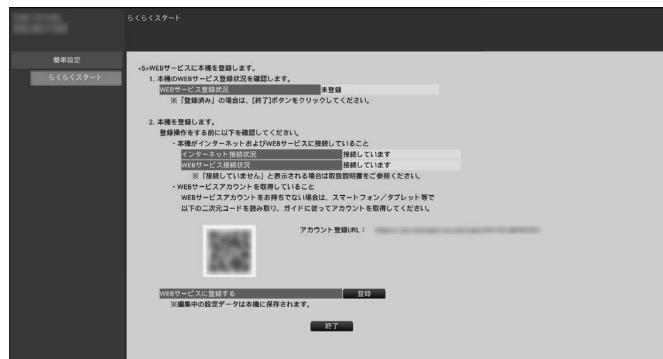 らくらくスタート
簡単設定
らくらくスタート
<5>WEBサービスに本機を登録します。
1. 本機のWEBサービス登録状況を確認します。
WEBサービス登録状況 未登録
※「登録済み」の場合は、[終了]ボタンをクリックしてください。
2. 本機を登録します。
登録操作をする前に以下を確認してください。
・本機がインターネットおよびWEBサービスに接続していること
インターネット接続状況 接続しています
WEBサービス接続状況 接続しています
※「接続していません」と表示される場合は取扱説明書をご参照ください。
・WEBサービスアカウントを取得していること
WEBサービスアカウントをお持ちでない場合は、スマートフォン／タブレット等で
以下の二次元コードを読み取り、ガイドに従ってアカウントを取得してください。
アカウント登録URL：
WEBサービスに登録する 登録
※編集中の設定データは本機に保存されます。
終了